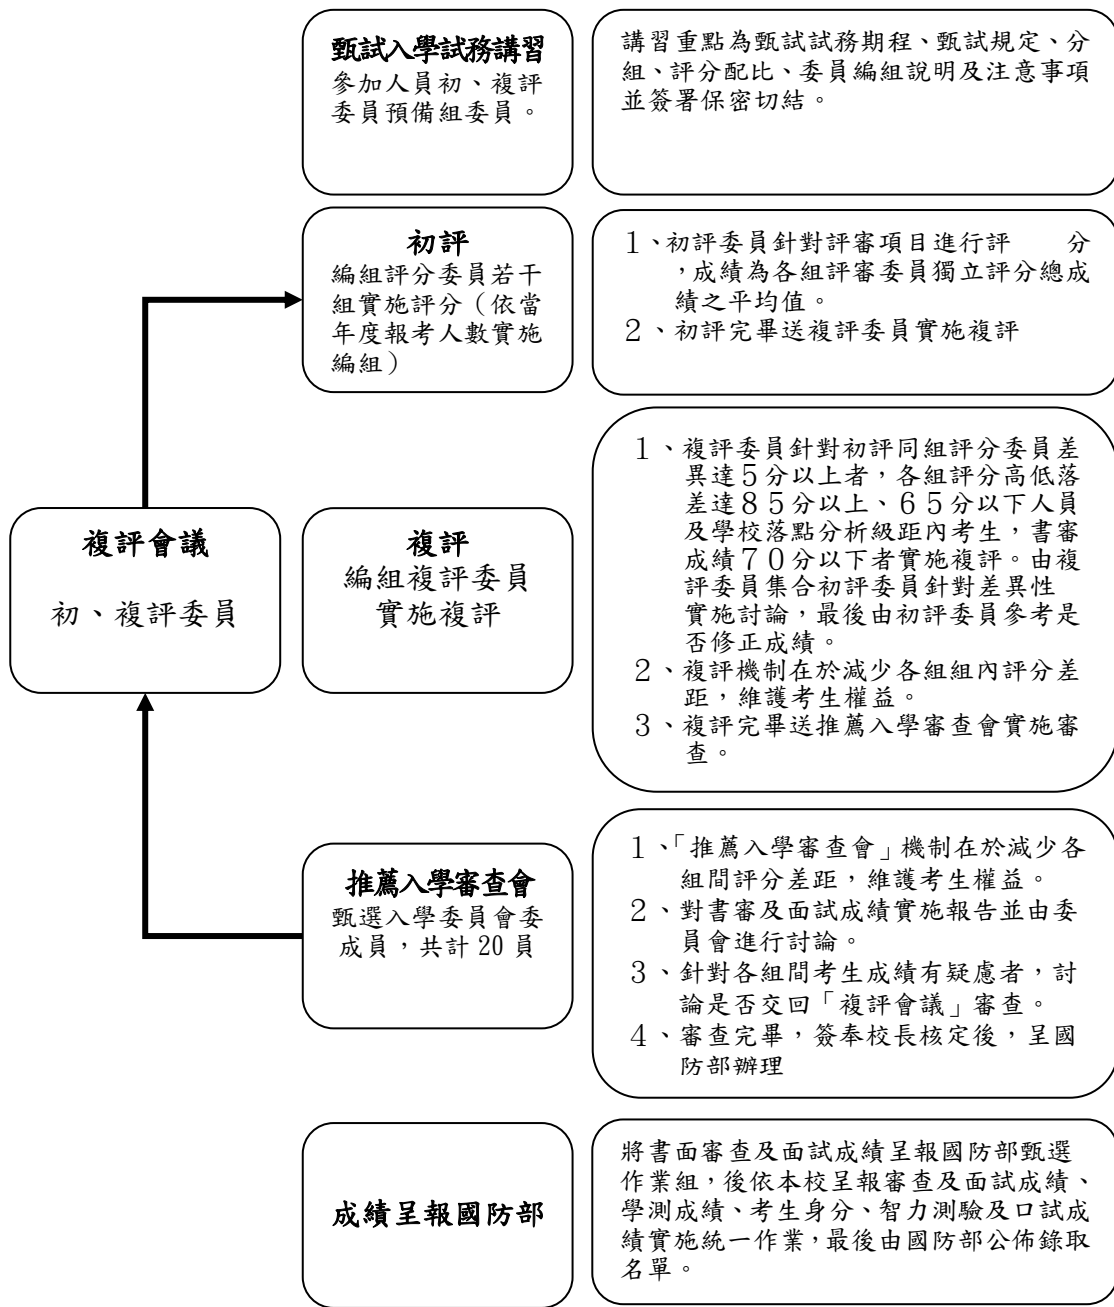 甄試入學試務講習
參加人員初、複評
委員預備組委員。
講習重點為甄試試務期程、甄試規定、分
組、評分配比、委員編組說明及注意事項
並簽署保密切結。
初評
編組評分委員若干
組實施評分（依當
年度報考人數實施
編組）
１、初評委員針對評審項目進行評　　分
，成績為各組評審委員獨立評分總成
績之平均值。
２、初評完畢送複評委員實施複評
複評會議
初、複評委員
複評
編組複評委員
實施複評
１、複評委員針對初評同組評分委員差
異達５分以上者，各組評分高低落
差達８５分以上、６５分以下人員
及學校落點分析級距內考生，書審
成績７０分以下者實施複評。由複
評委員集合初評委員針對差異性
實施討論，最後由初評委員參考是
否修正成績。
２、複評機制在於減少各組組內評分差
距，維護考生權益。
３、複評完畢送推薦入學審查會實施審
查。
推薦入學審查會
甄選入學委員會委
成員，共計 20 員
１、「推薦入學審查會」機制在於減少各
組間評分差距，維護考生權益。
２、對書審及面試成績實施報告並由委
員會進行討論。
３、針對各組間考生成績有疑慮者，討
論是否交回「複評會議」審查。
４、審查完畢，簽奉校長核定後，呈國
防部辦理
成績呈報國防部
將書面審查及面試成績呈報國防部甄選
作業組，後依本校呈報審查及面試成績、
學測成績、考生身分、智力測驗及口試成
績實施統一作業，最後由國防部公佈錄取
名單。